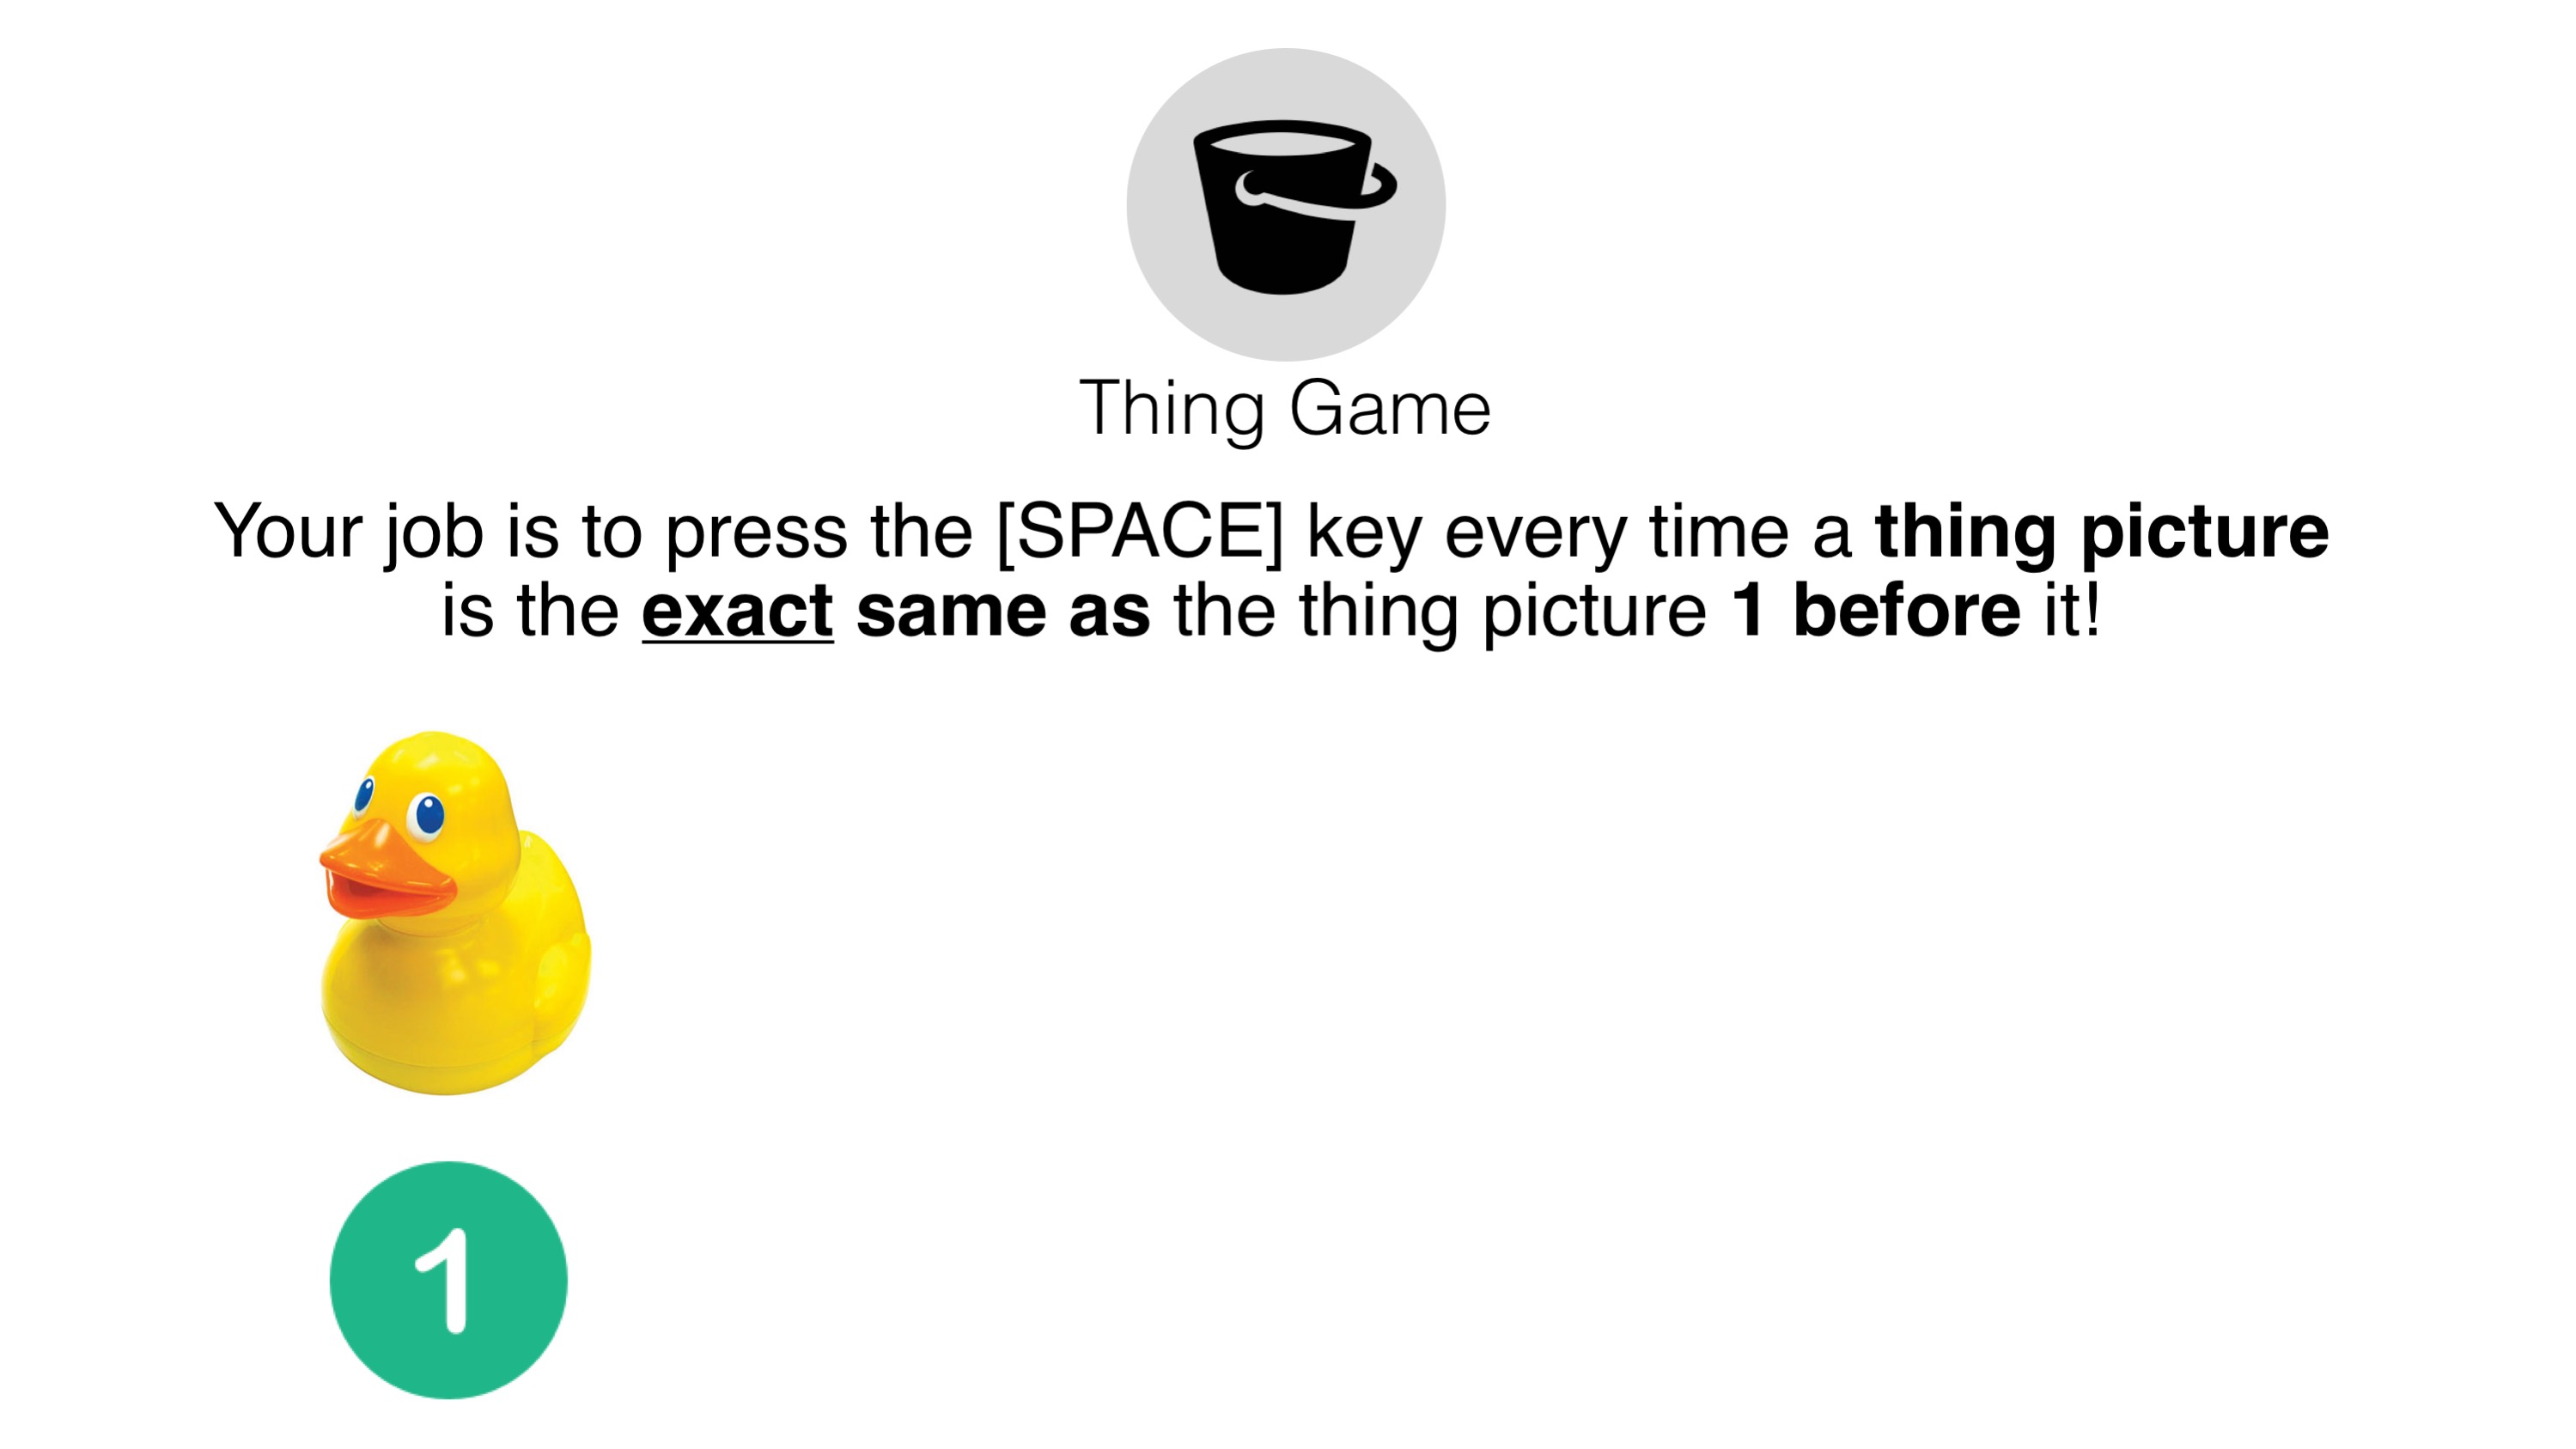 Thing Game
Your job is to press the [SPACE] key every time a thing picture
is the exact same as the thing picture 1 before it!
1